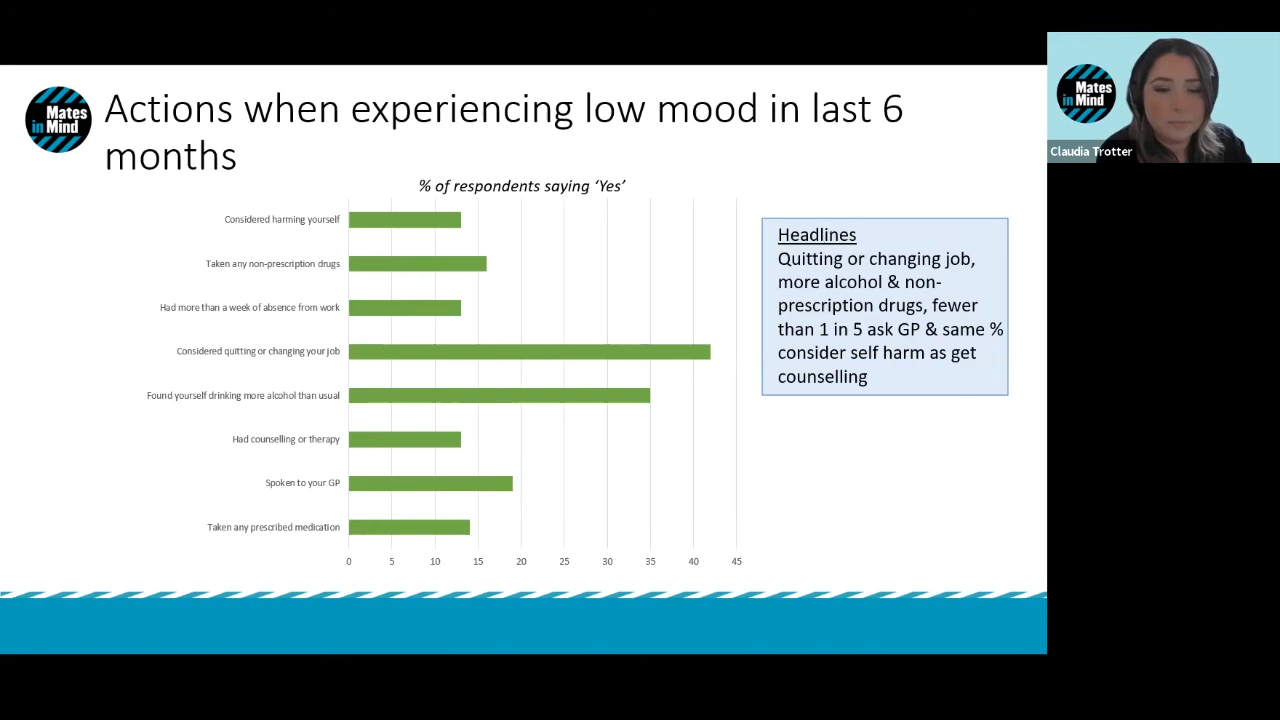 Mates
in Mind
Actions when experiencing low mood in last 6
months
% of respondents saying ‘Yes’
Considered harming yourself
Taken any non-prescription drugs
Had more than a week of absence from work
Considered quitting or changing your job
Found yourself drinking more alcohol than usual
Had counselling or therapy
Spoken to your GP
Taken any prescribed medication
0 5 10 15 20 25 30 35 40 45
Headlines
Quitting or changing job,
more alcohol & non-
prescription drugs, fewer
than 1 in 5 ask GP & same %
consider self harm as get
counselling
Mates
in Mind
Claudia Trotter